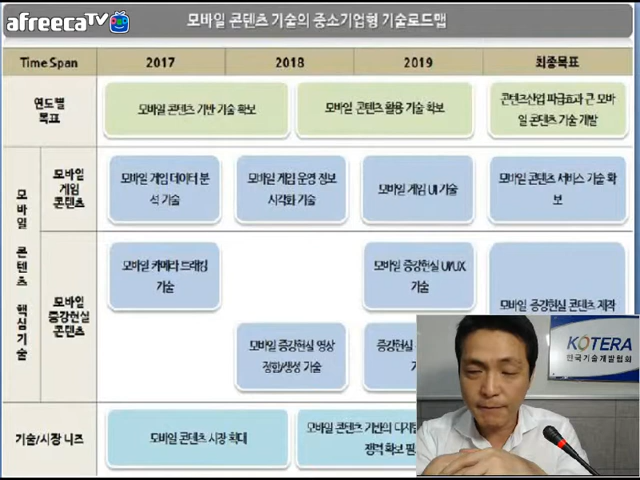 afreecaTV
모바일 콘텐츠 기술의 중소기업형 기술로드맵
Time Span
2017
2018
2019
최종목표
연도별
목표
모바일 콘텐츠 기반 기술 확보
모바일 콘텐츠 활용 기술 확보
콘텐츠산업 파급효과 큰 모바
일 콘텐츠 기술 개발
모바일 콘텐츠 핵심기술
모바일
게임
콘텐츠
모바일 게임 데이터 분
석 기술
모바일 게임 운영 정보
시각화 기술
모바일 게임 UI 기술
모바일 콘텐츠 서비스 기술 확
보
모바일
증강현실
콘텐츠
모바일 카메라 트래킹
기술
모바일 증강현실 UI/UX
기술
모바일 증강현실 콘텐츠 제작
모바일 증강현실 영상
정합/생성 기술
증강현실
기술/시장 니즈
모바일 콘텐츠 시장 확대
모바일 콘텐츠 기반의 디지
쟁력 확보 필
KOTERA
한국기술개발협회